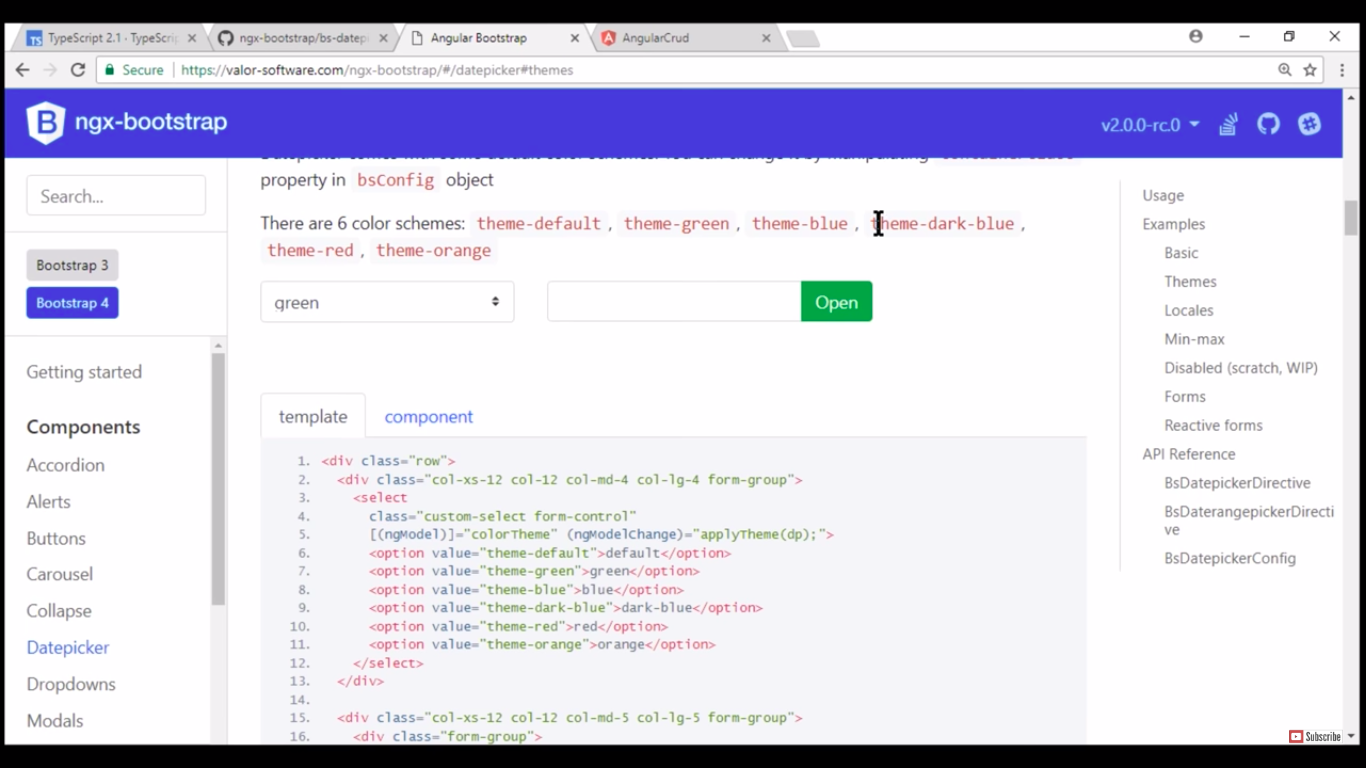 TypeScript 2.1 · TypeScrip
ngx-bootstrap/bs-datepi
Angular Bootstrap
AngularCrud
Secure
https://valor-software.com/ngx-bootstrap/#/datepicker#themes
B ngx-bootstrap
v2.0.0-rc.0
Search...
Bootstrap 3
Bootstrap 4
Getting started
Components
Accordion
Alerts
Buttons
Carousel
Collapse
Datepicker
Dropdowns
Modals
property in bsConfig object
There are 6 color schemes: theme-default , theme-green , theme-blue , theme-dark-blue ,
theme-red , theme-orange
green
Open
template component
1. <div class="row">
2. <div class="col-xs-12 col-12 col-md-4 col-lg-4 form-group">
3. <select
4. class="custom-select form-control"
5. [(ngModel)]="colorTheme" (ngModelChange)="applyTheme(dp);">
6. <option value="theme-default">default</option>
7. <option value="theme-green">green</option>
8. <option value="theme-blue">blue</option>
9. <option value="theme-dark-blue">dark-blue</option>
10. <option value="theme-red">red</option>
11. <option value="theme-orange">orange</option>
12. </select>
13. </div>
14.
15. <div class="col-xs-12 col-12 col-md-5 col-lg-5 form-group">
16. <div class="form-group">
Usage
Examples
Basic
Themes
Locales
Min-max
Disabled (scratch, WIP)
Forms
Reactive forms
API Reference
BsDatepickerDirective
BsDaterangepickerDirecti
ve
BsDatepickerConfig
Subscribe